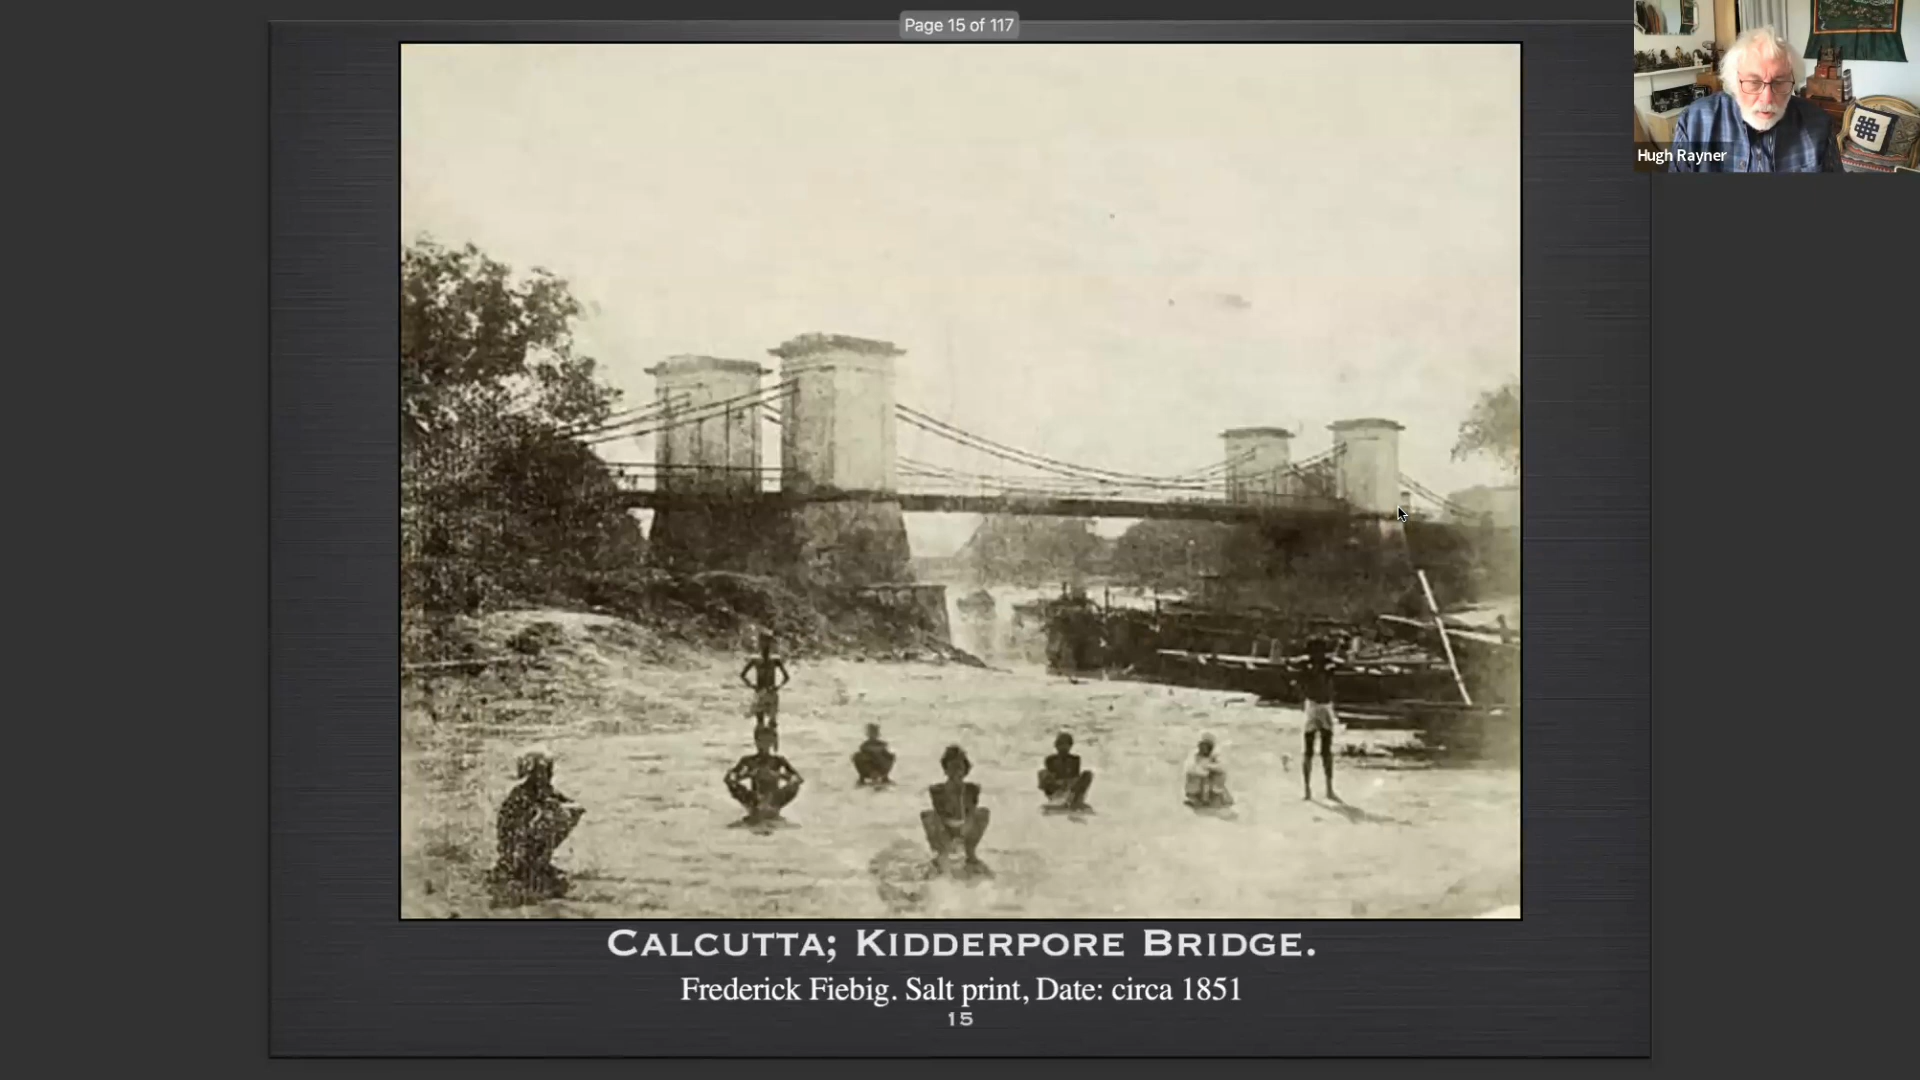 Page 15 of 117
Hugh Rayner
CALCUTTA; KIDDERPORE BRIDGE.
Frederick Fiebig. Salt print, Date: circa 1851
15